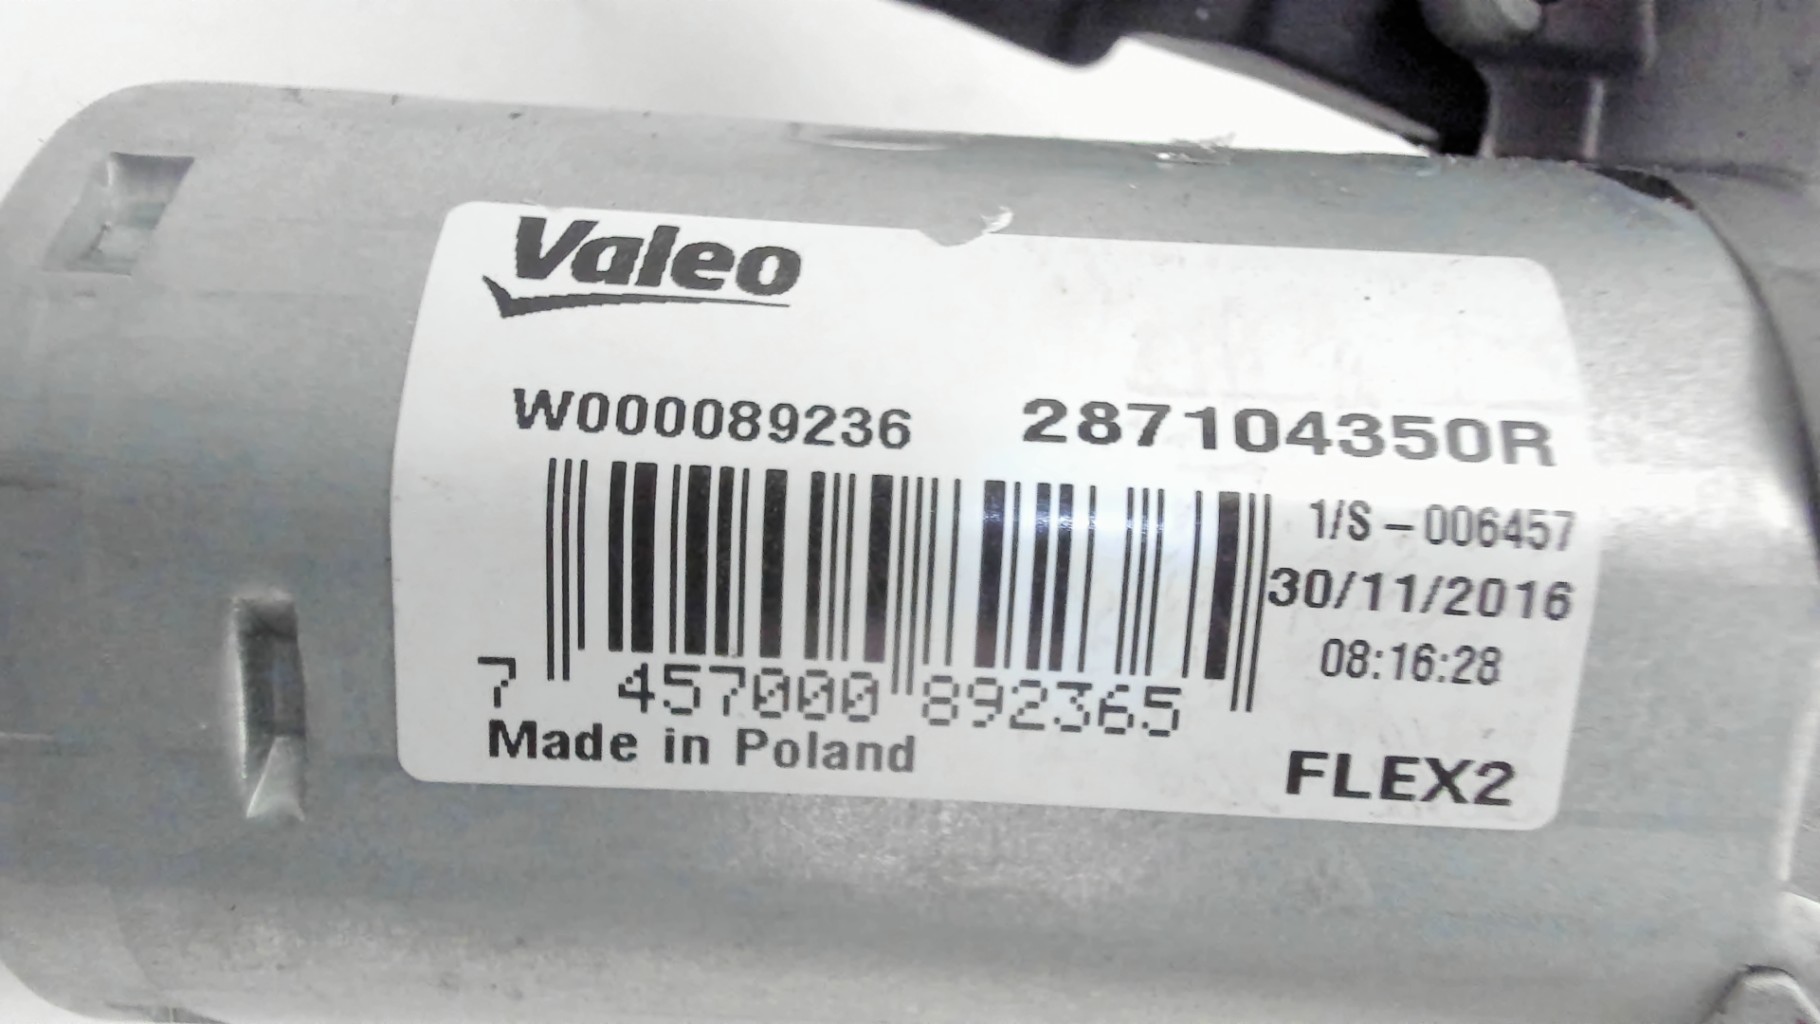 Valeo
W000089236 287104350R
1/S-006457
30/11/2016
08:16:28
7 457000 892365
Made in Poland
FLEX2